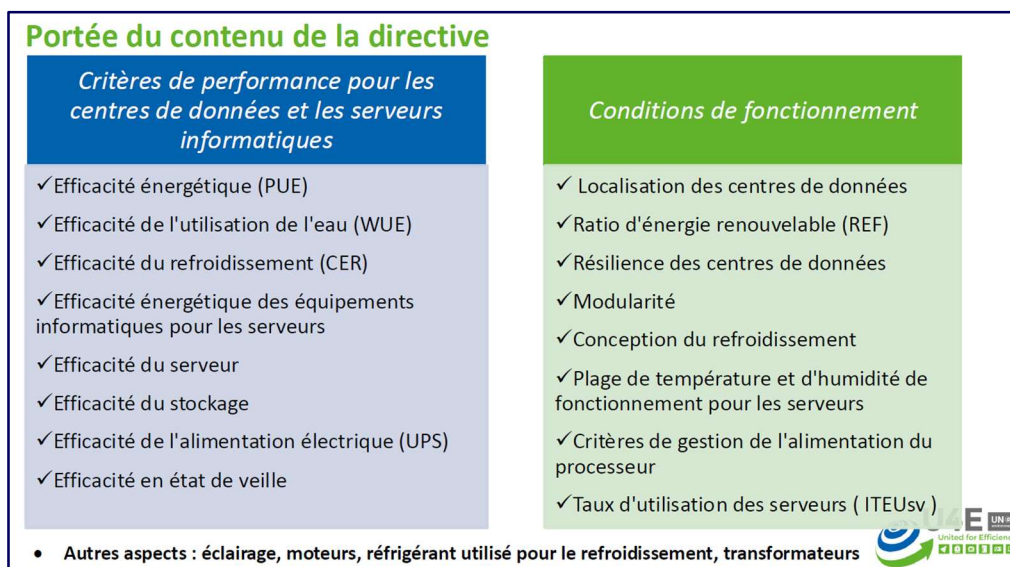 Portée du contenu de la directive
Critères de performance pour les
centres de données et les serveurs
informatiques
✓Efficacité énergétique (PUE)
✓Efficacité de l'utilisation de l'eau (WUE)
✓Efficacité du refroidissement (CER)
✓Efficacité énergétique des équipements
informatiques pour les serveurs
✓Efficacité du serveur
✓Efficacité du stockage
✓Efficacité de l'alimentation électrique (UPS)
✓Efficacité en état de veille
Conditions de fonctionnement
✓ Localisation des centres de données
✓Ratio d'énergie renouvelable (REF)
✓Résilience des centres de données
✓Modularité
✓Conception du refroidissement
✓Plage de température et d'humidité de
fonctionnement pour les serveurs
✓Critères de gestion de l'alimentation du
processeur
✓Taux d'utilisation des serveurs ( ITEUsv )
• Autres aspects : éclairage, moteurs, réfrigérant utilisé pour le refroidissement, transformateurs
U4E UN
United for Efficienc